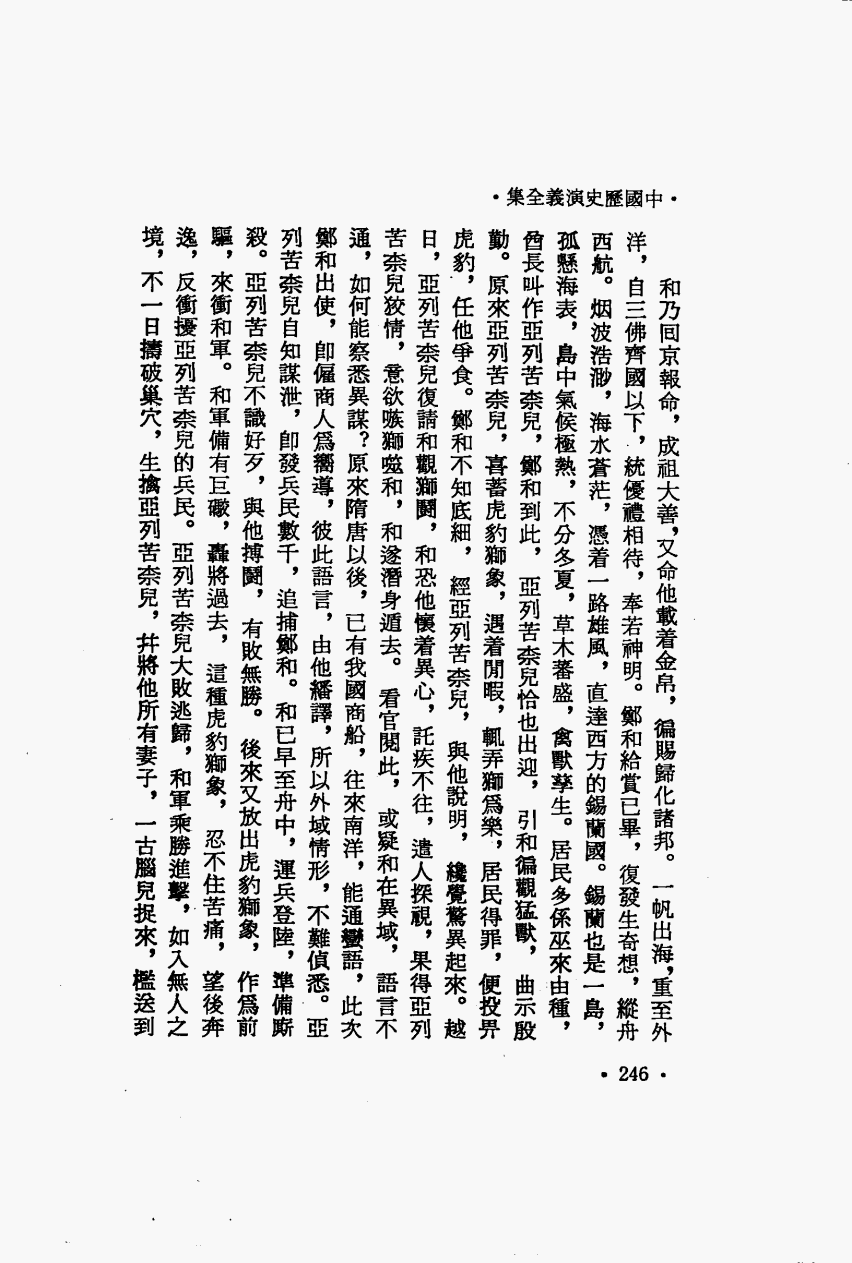 ·中國歷史演義全集·
和乃回京報命，成祖大善，又命他載着金帛，徧賜歸化諸邦。一帆出海，重至外
洋，自三佛齊國以下，統優禮相待，奉若神明。鄭和給賞已畢，復發生奇想，縱舟
西航。烟波浩渺，海水蒼茫，憑着一路雄風，直達西方的錫蘭國。錫蘭也是一島，
孤懸海表，島中氣候極熱，不分冬夏，草木蕃盛，禽獸孳生。居民多係巫來由種，
酋長叫作亞列苦柰兒，鄭和到此，亞列苦柰兒恰也出迎，引和徧觀猛獸，曲示殷
勤。原來亞列苦柰兒，喜蓄虎豹獅象，遇着閒暇，輒弄獅爲樂，居民得罪，便投畀
虎豹，任他爭食。鄭和不知底細，經亞列苦柰兒，與他說明，纔覺驚異起來。越
日，亞列苦柰兒復請和觀獅鬭，和恐他懷着異心，託疾不往，遣人探視，果得亞列
苦柰兒狡情，意欲嗾獅噬和，和遂潛身遁去。看官閱此，或疑和在異域，語言不
通，如何能察悉異謀？原來隋唐以後，已有我國商船，往來南洋，能通蠻語，此次
鄭和出使，卽僱商人爲嚮導，彼此語言，由他繙譯，所以外域情形，不難偵悉。亞
列苦柰兒自知謀泄，卽發兵民數千，追捕鄭和。和已早至舟中，運兵登陸，準備廝
殺。亞列苦柰兒不識好歹，與他搏鬭，有敗無勝。後來又放出虎豹獅象，作爲前
驅，來衝和軍。和軍備有巨礮，轟將過去，這種虎豹獅象，忍不住苦痛，望後奔
逸，反衝擾亞列苦柰兒的兵民。亞列苦柰兒大敗逃歸，和軍乘勝進擊，如入無人之
境，不一日擣破巢穴，生擒亞列苦柰兒，幷將他所有妻子，一古腦兒捉來，檻送到
·246·